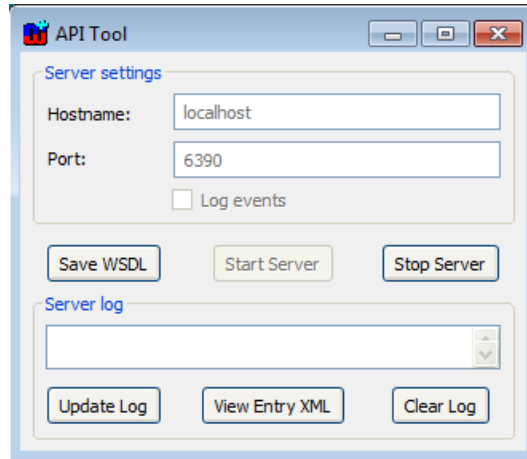 API Tool
Server settings
Hostname: localhost
Port: 6390
Log events
Save WSDL Start Server Stop Server
Server log
Update Log View Entry XML Clear Log